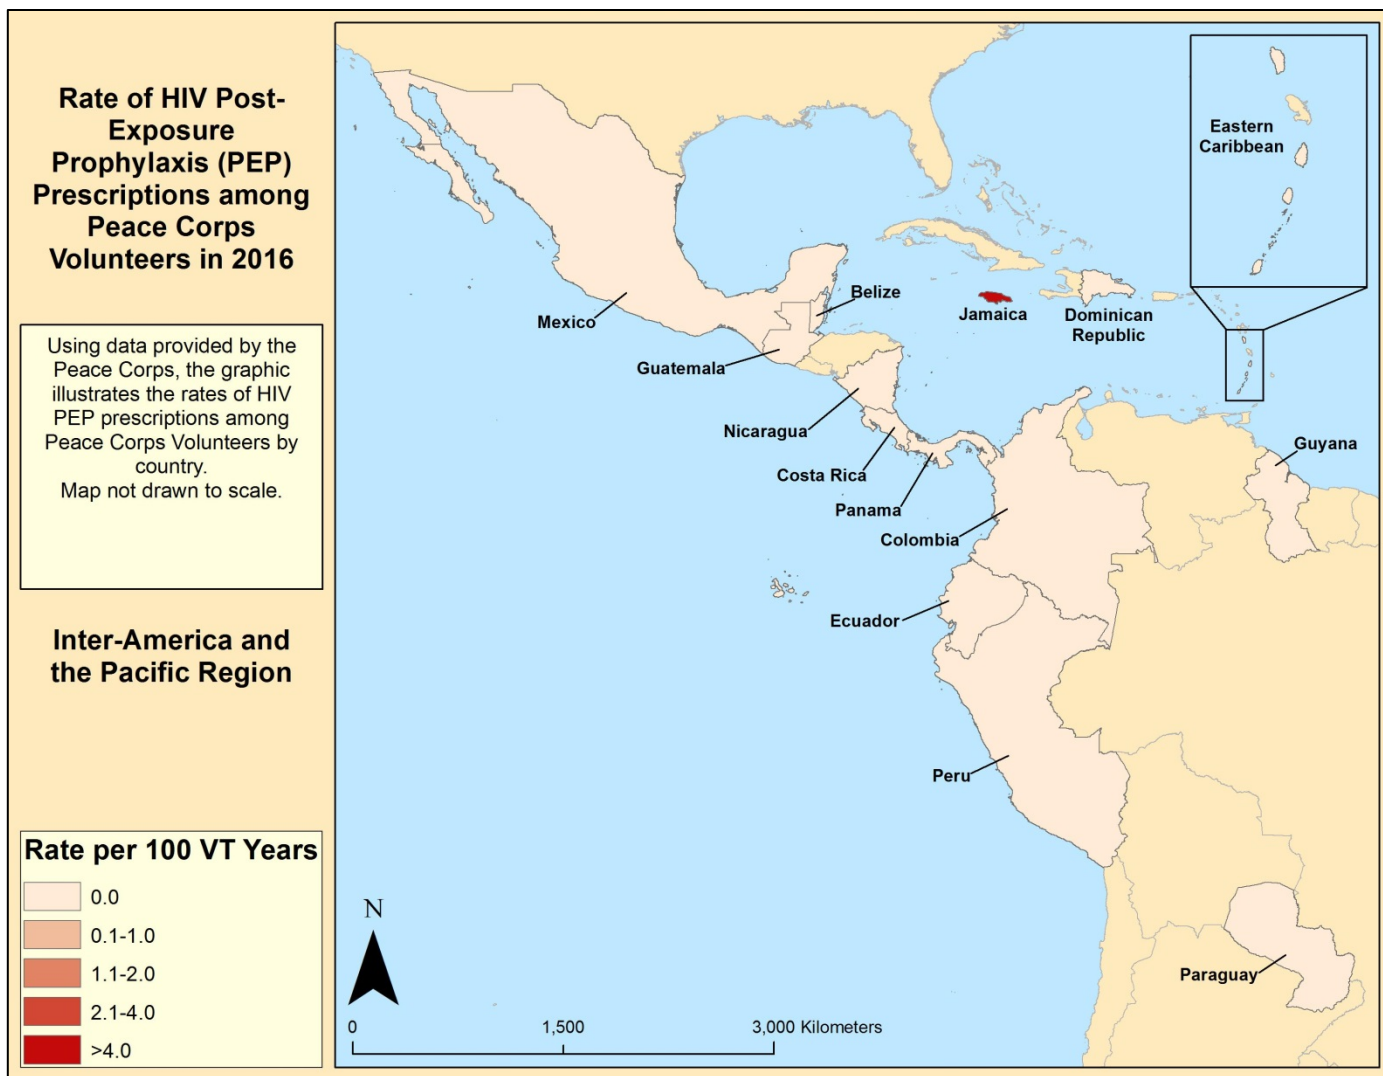 Rate of HIV Post-
Exposure
Prophylaxis (PEP)
Prescriptions among
Peace Corps
Volunteers in 2016
Using data provided by the
Peace Corps, the graphic
illustrates the rates of HIV
PEP prescriptions among
Peace Corps Volunteers by
country.
Map not drawn to scale.
Inter-America and
the Pacific Region
Rate per 100 VT Years
0.0
0.1-1.0
1.1-2.0
2.1-4.0
>4.0
Eastern
Caribbean
Belize
Mexico
Jamaica
Dominican
Republic
Guatemala
Nicaragua
Guyana
Costa Rica
Panama
Colombia
Ecuador
Peru
Paraguay
N
0
1,500
3,000 Kilometers